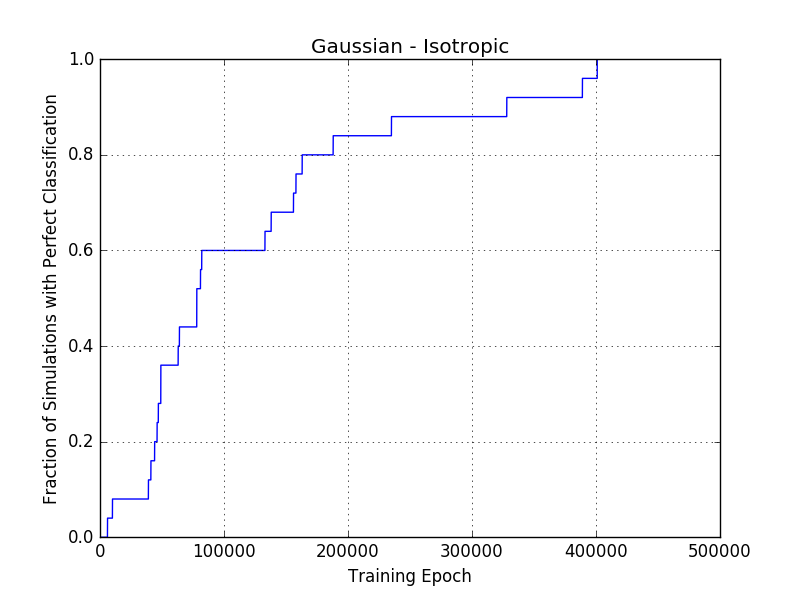 Gaussian - Isotropic
Fraction of Simulations with Perfect Classification
1.0
0.8
0.6
0.4
0.2
0.0
0 100000 200000 300000 400000 500000
Training Epoch